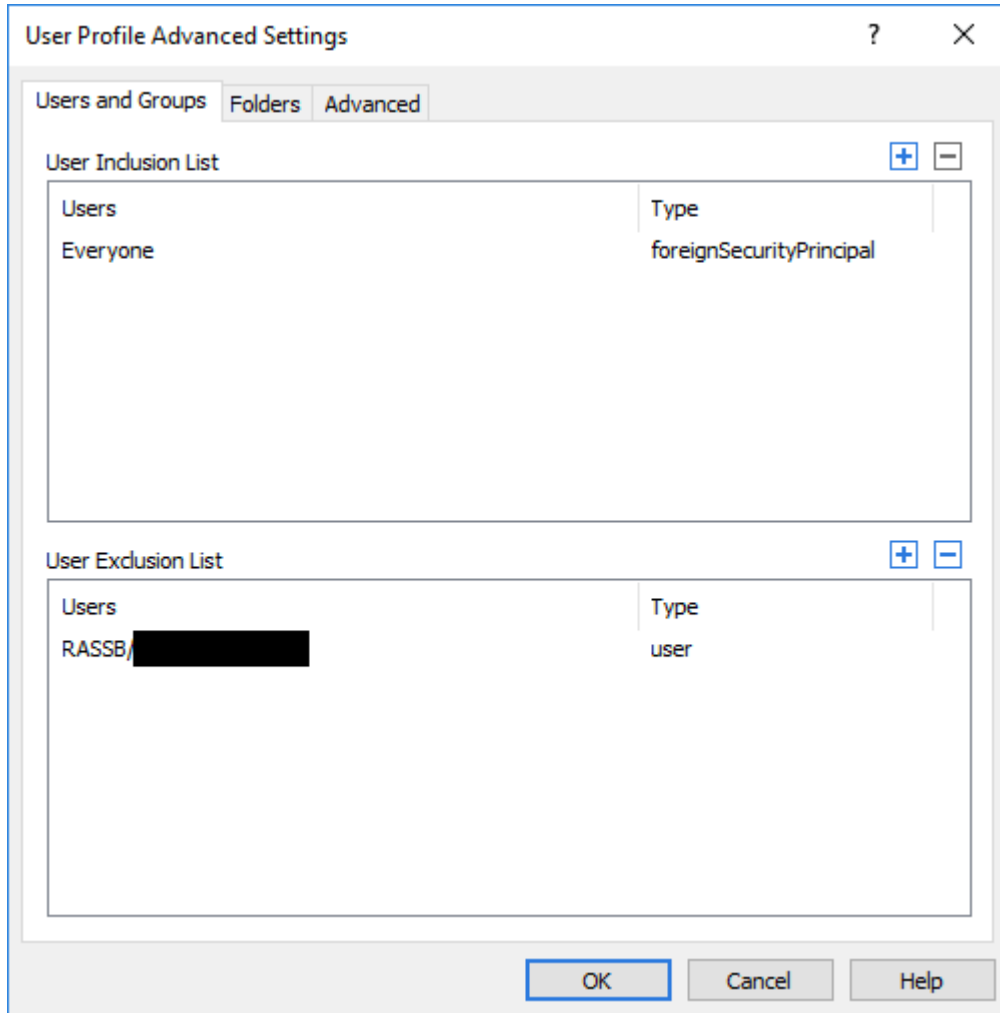 User Profile Advanced Settings ? ×
Users and Groups Folders Advanced
User Inclusion List + −
Users Type
Everyone foreignSecurityPrincipal
User Exclusion List + −
Users Type
RASSB/ user
OK Cancel Help